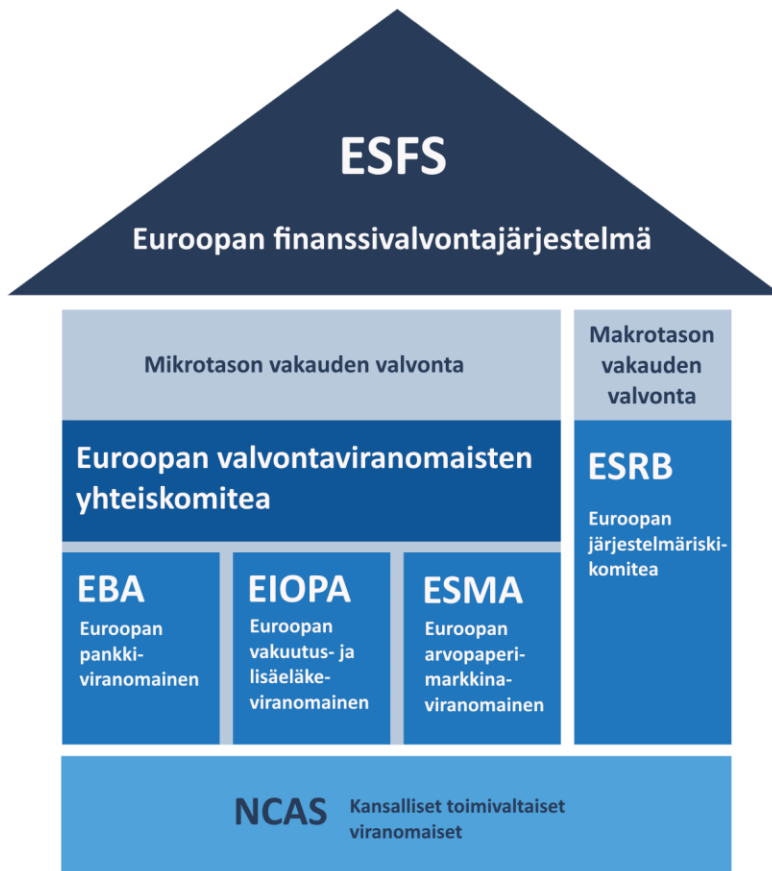 ESFS
Euroopan finanssivalvontajärjestelmä
Mikrotason vakauden valvonta
Makrotason
vakauden
valvonta
Euroopan valvontaviranomaisten
yhteiskomitea
ESRB
Euroopan
järjestelmäriski-
komitea
EBA
Euroopan
pankki-
viranomainen
EIOPA
Euroopan
vakuutus- ja
lisäeläke-
viranomainen
ESMA
Euroopan
arvopaperi-
markkina-
viranomainen
NCAS
Kansalliset toimivaltaiset
viranomaiset